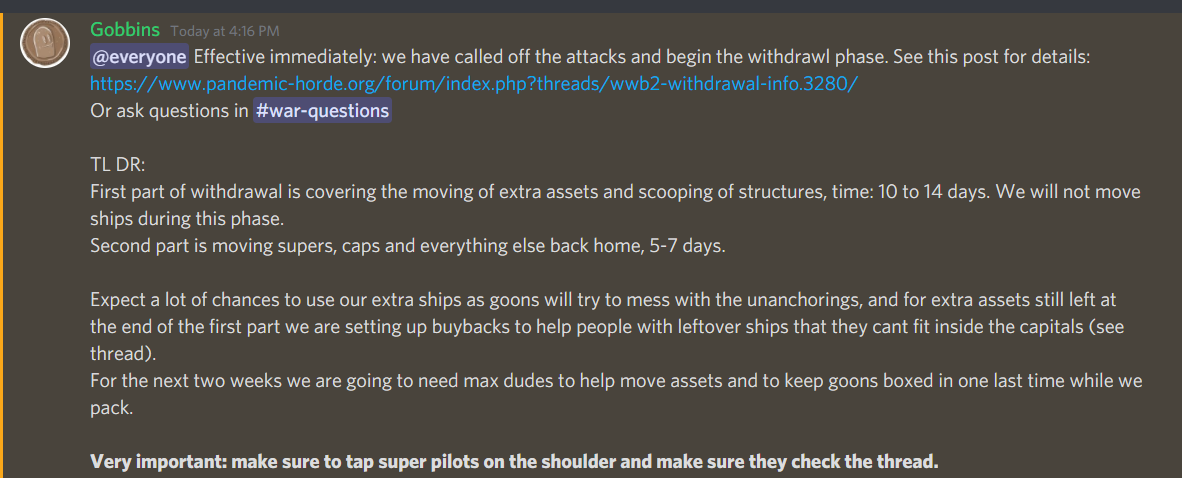 Gobbins Today at 4:16 PM
@everyone Effective immediately: we have called off the attacks and begin the withdrawl phase. See this post for details:
https://www.pandemic-horde.org/forum/index.php?threads/wwb2-withdrawal-info.3280/
Or ask questions in #war-questions
TL DR:
First part of withdrawal is covering the moving of extra assets and scooping of structures, time: 10 to 14 days. We will not move
ships during this phase.
Second part is moving supers, caps and everything else back home, 5-7 days.
Expect a lot of chances to use our extra ships as goons will try to mess with the unanchorings, and for extra assets still left at
the end of the first part we are setting up buybacks to help people with leftover ships that they cant fit inside the capitals (see
thread).
For the next two weeks we are going to need max dudes to help move assets and to keep goons boxed in one last time while we
pack.
Very important: make sure to tap super pilots on the shoulder and make sure they check the thread.